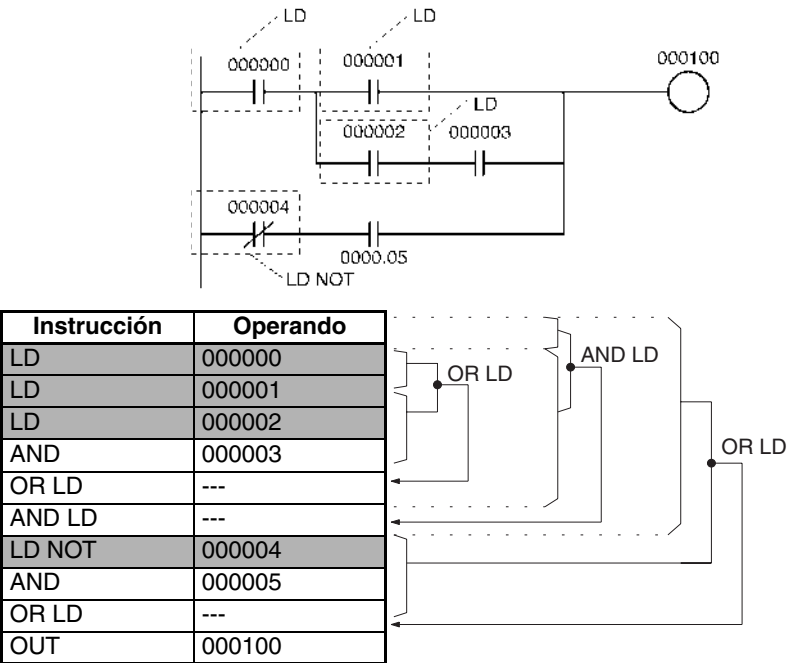 LD LD
000000 000001 000100
LD
000002 000003
000004
0000.05
LD NOT
Instrucción Operando
LD 000000
LD 000001
LD 000002
AND 000003
OR LD ---
AND LD ---
LD NOT 000004
AND 000005
OR LD ---
OUT 000100
AND LD
OR LD
OR LD